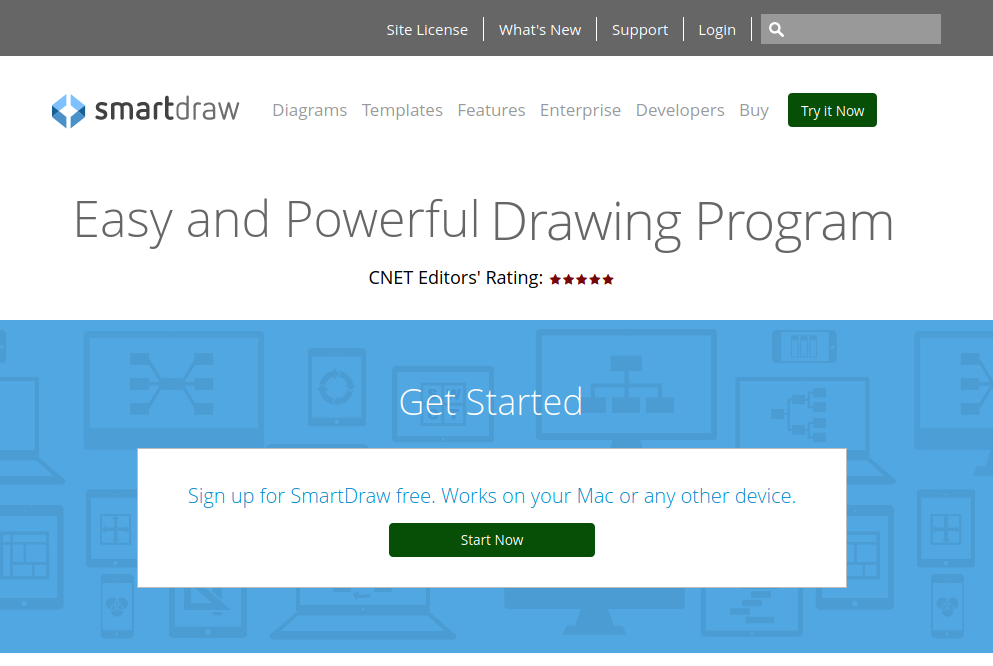 Site License What's New Support Login
smartdraw Diagrams Templates Features Enterprise Developers Buy Try it Now
Easy and Powerful Drawing Program
CNET Editors' Rating:
Get Started
Sign up for SmartDraw free. Works on your Mac or any other device.
Start Now